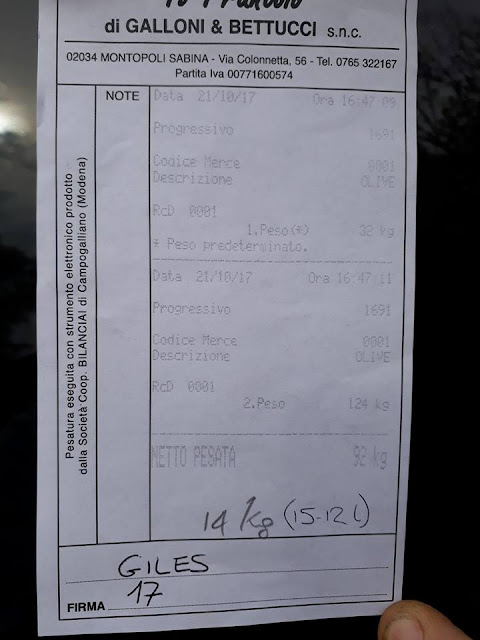 di GALLONI & BETTUCCI s.n.c.
02034 MONTOPOLI SABINA - Via Colonnetta, 56 - Tel. 0765 322167
Partita Iva 00771600574
Pesatura eseguita con strumento elettronico prodotto
dalla Società Coop. BILANCIAI di Campogalliano (Modena)
NOTE
Data 21/10/17 Ora 16:47 09
Progressivo 1691
Codice Merce 0001
Descrizione OLIVE
RcD 0001
1.Peso(*) 32 kg
* Peso predeterminato.
Data 21/10/17 Ora 16:47 11
Progressivo 1691
Codice Merce 0001
Descrizione OLIVE
RcD 0001
2.Peso 124 kg
NETTO PESATA 92 kg
14 kg (15-12 l)
GILES
17
FIRMA